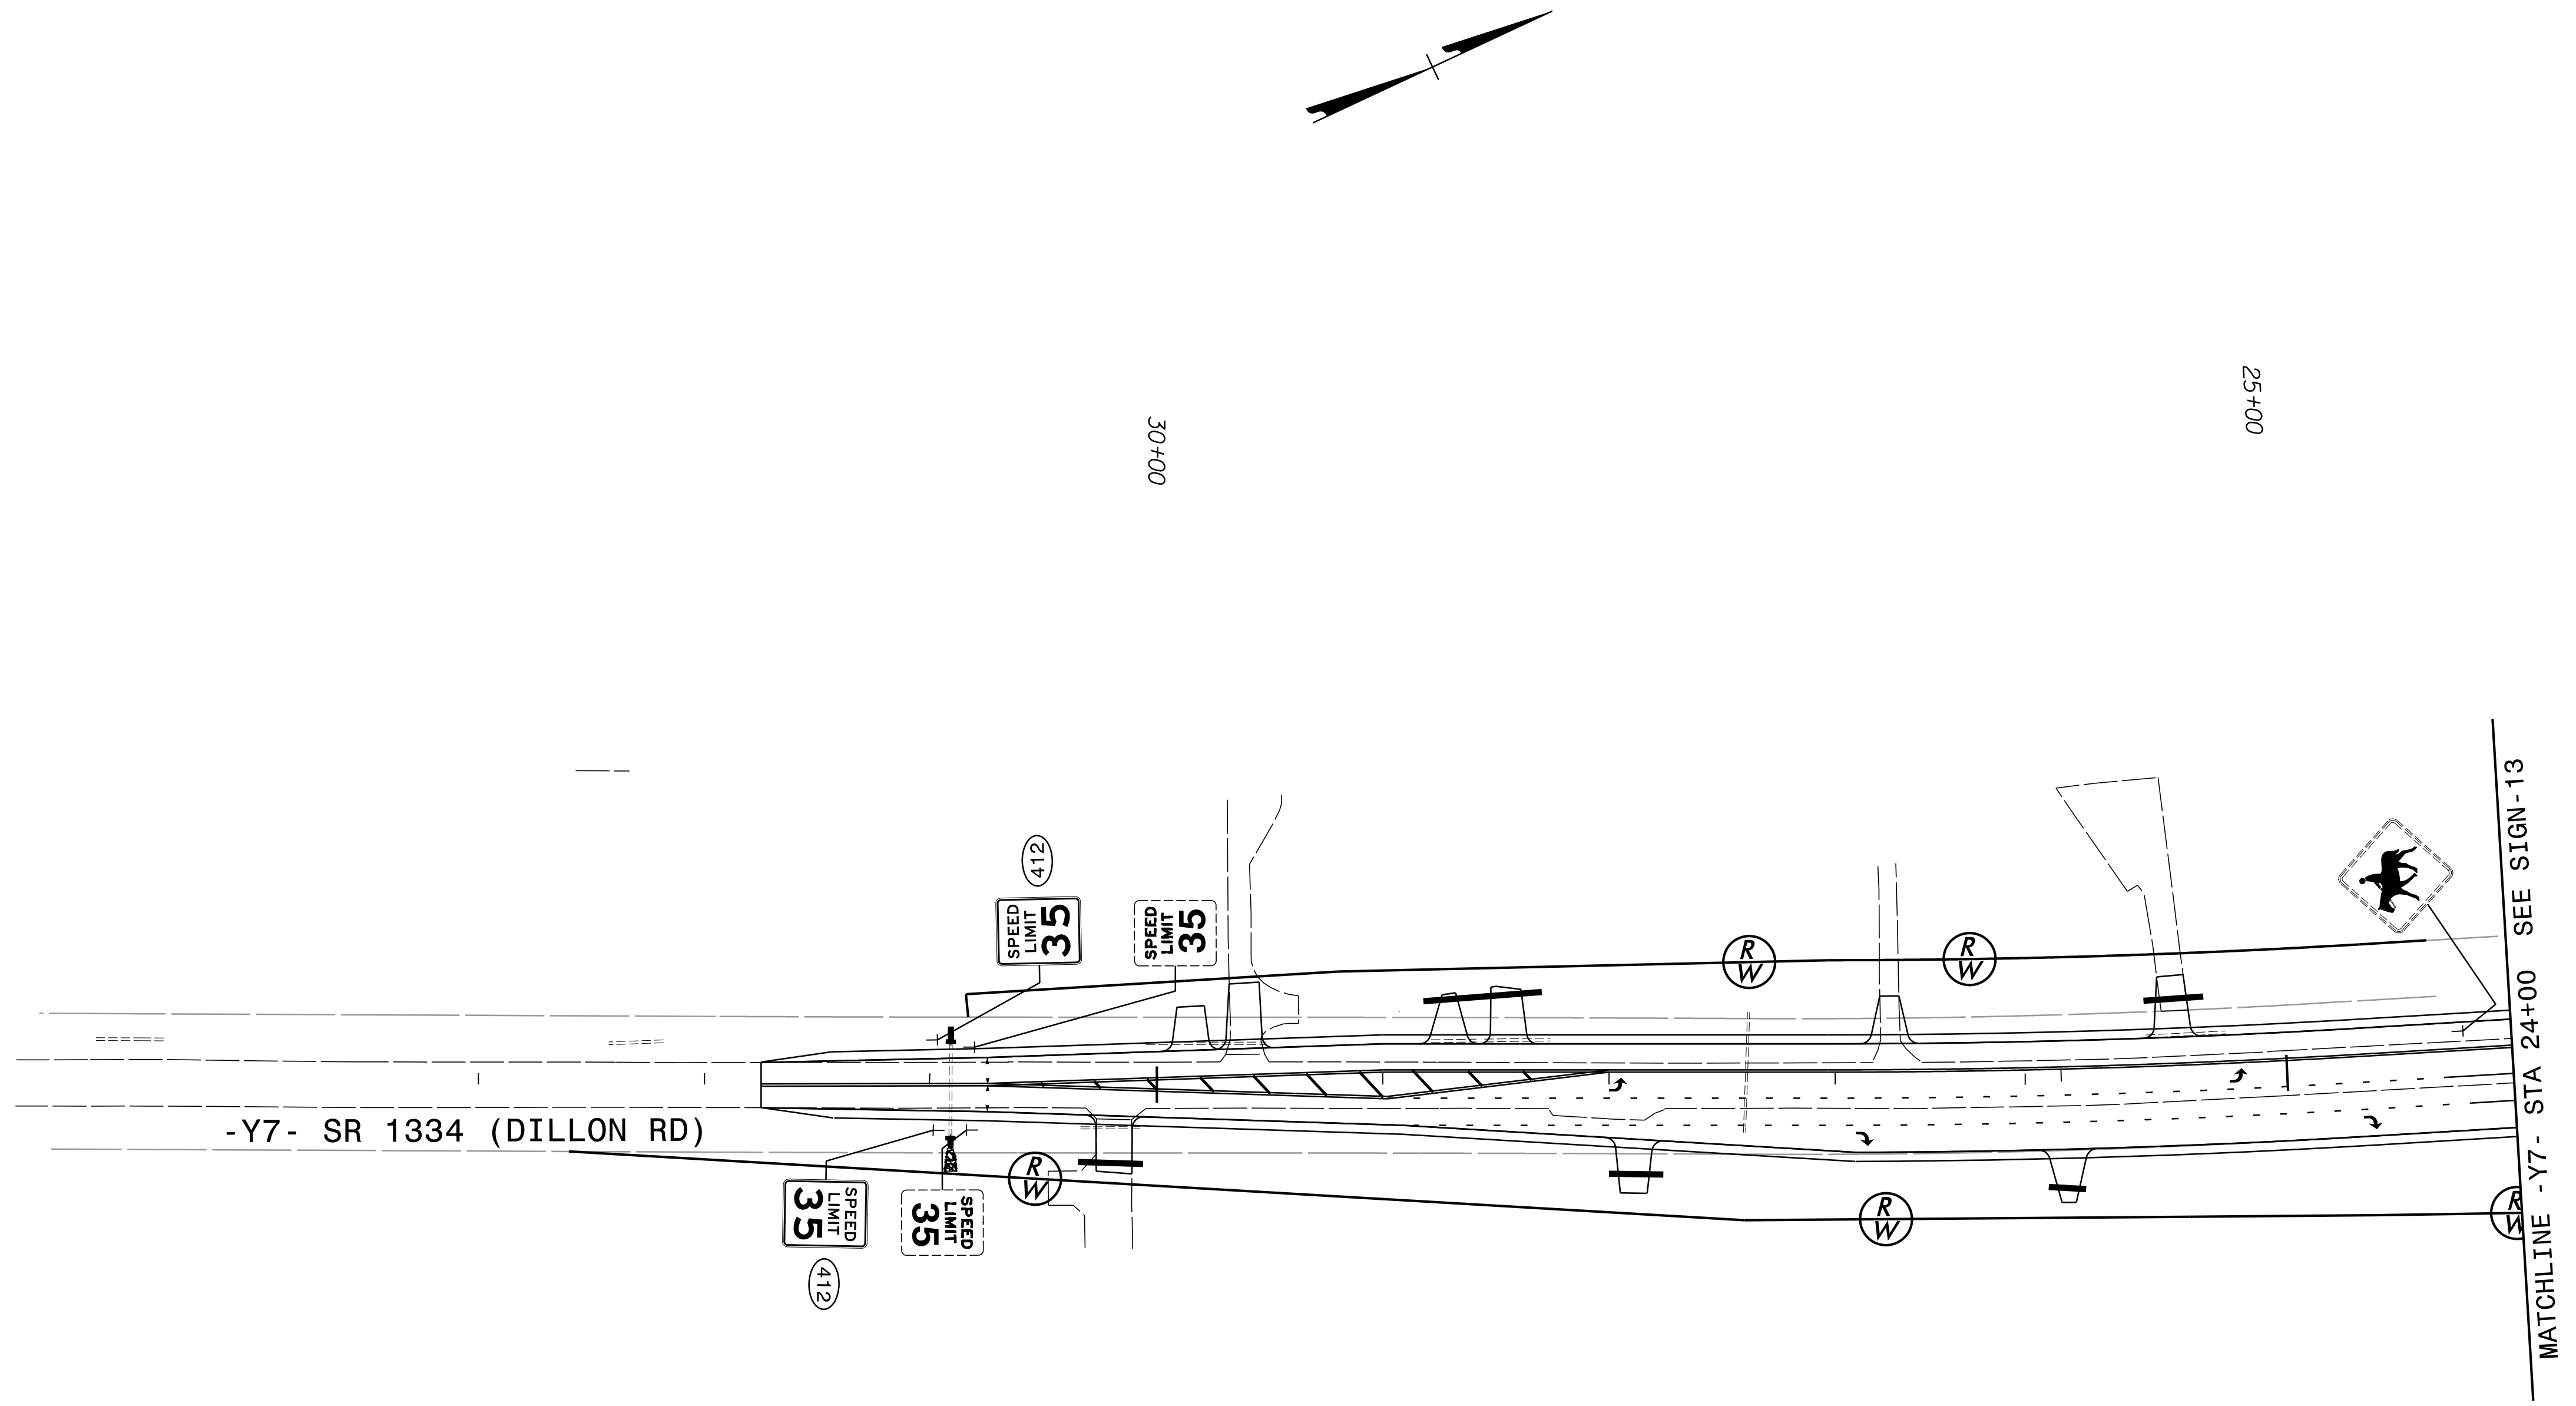 25+00
30+00
MATCHLINE -Y7- STA 24+00 SEE SIGN-13
412
SPEED
LIMIT
35
SPEED
LIMIT
35
R
W
R
W
-Y7- SR 1334 (DILLON RD)
R
W
R
W
R
W
SPEED
LIMIT
35
SPEED
LIMIT
35
412